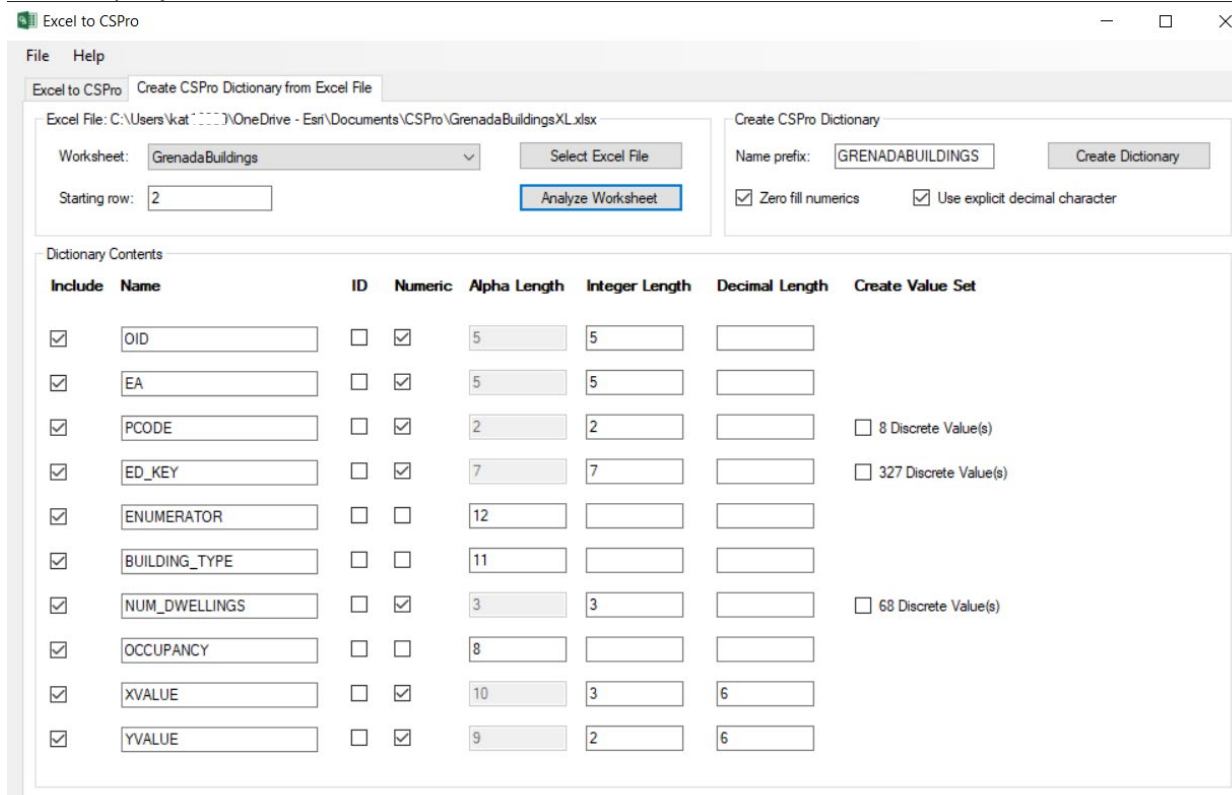 Excel to CSPro
File Help
Excel to CSPro Create CSPro Dictionary from Excel File
Excel File: C:\Users\kat \OneDrive - Esri\Documents\CSPro\GrenadaBuildingsXL.xlsx Create CSPro Dictionary
Worksheet: GrenadaBuildings Select Excel File Name prefix: GRENADABUILDINGS Create Dictionary
Starting row: 2 Analyze Worksheet Zero fill numerics Use explicit decimal character
Dictionary Contents
Include Name ID Numeric Alpha Length Integer Length Decimal Length Create Value Set
OID 5 5
EA 5 5
PCODE 2 2 8 Discrete Value(s)
ED_KEY 7 7 327 Discrete Value(s)
ENUMERATOR 12
BUILDING_TYPE 11
NUM_DWELLINGS 3 3 68 Discrete Value(s)
OCCUPANCY 8
XVALUE 10 3 6
YVALUE 9 2 6